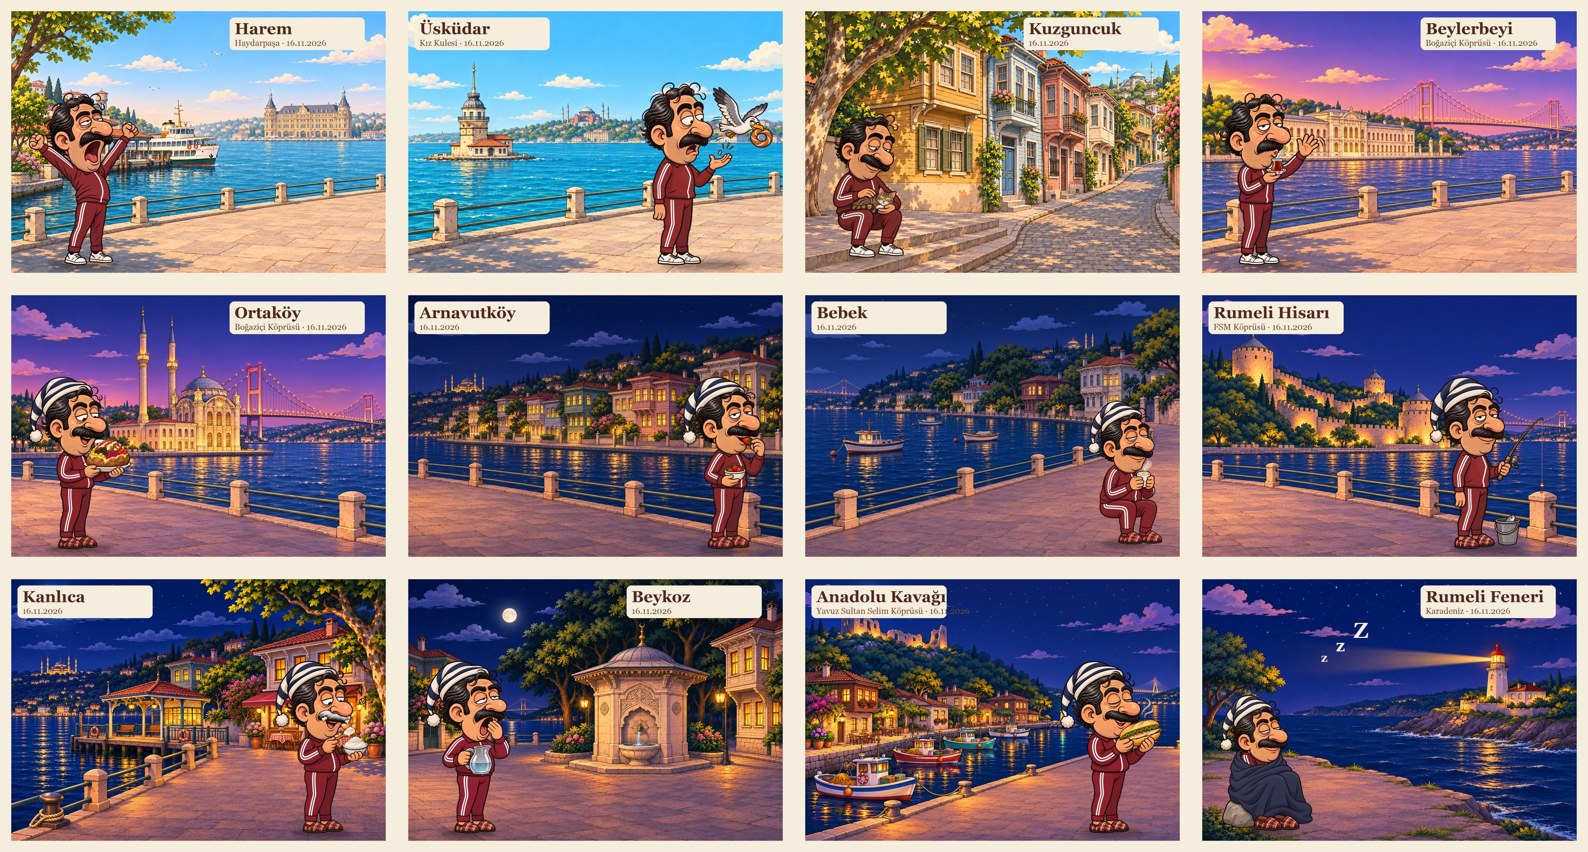 Harem
Haydarpaşa · 16.11.2026
Üsküdar
Kız Kulesi · 16.11.2026
Kuzguncuk
16.11.2026
Beylerbeyi
Boğaziçi Köprüsü · 16.11.2026
Ortaköy
Boğaziçi Köprüsü · 16.11.2026
Arnavutköy
16.11.2026
Bebek
16.11.2026
Rumeli Hisarı
FSM Köprüsü · 16.11.2026
Kanlıca
16.11.2026
Beykoz
16.11.2026
Anadolu Kavağı
Yavuz Sultan Selim Köprüsü · 16.11.2026
Rumeli Feneri
Karadeniz · 16.11.2026
Z
z
z